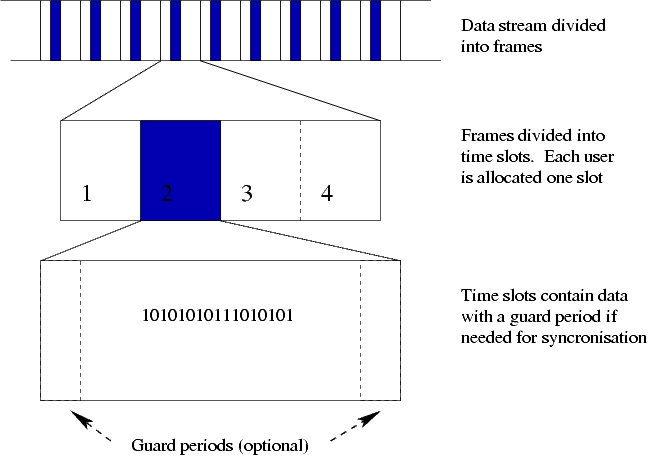 Data stream divided
into frames
Frames divided into
time slots. Each user
is allocated one slot
1 2 3 4
Time slots contain data
with a guard period if
needed for syncronisation
10101010111010101
Guard periods (optional)